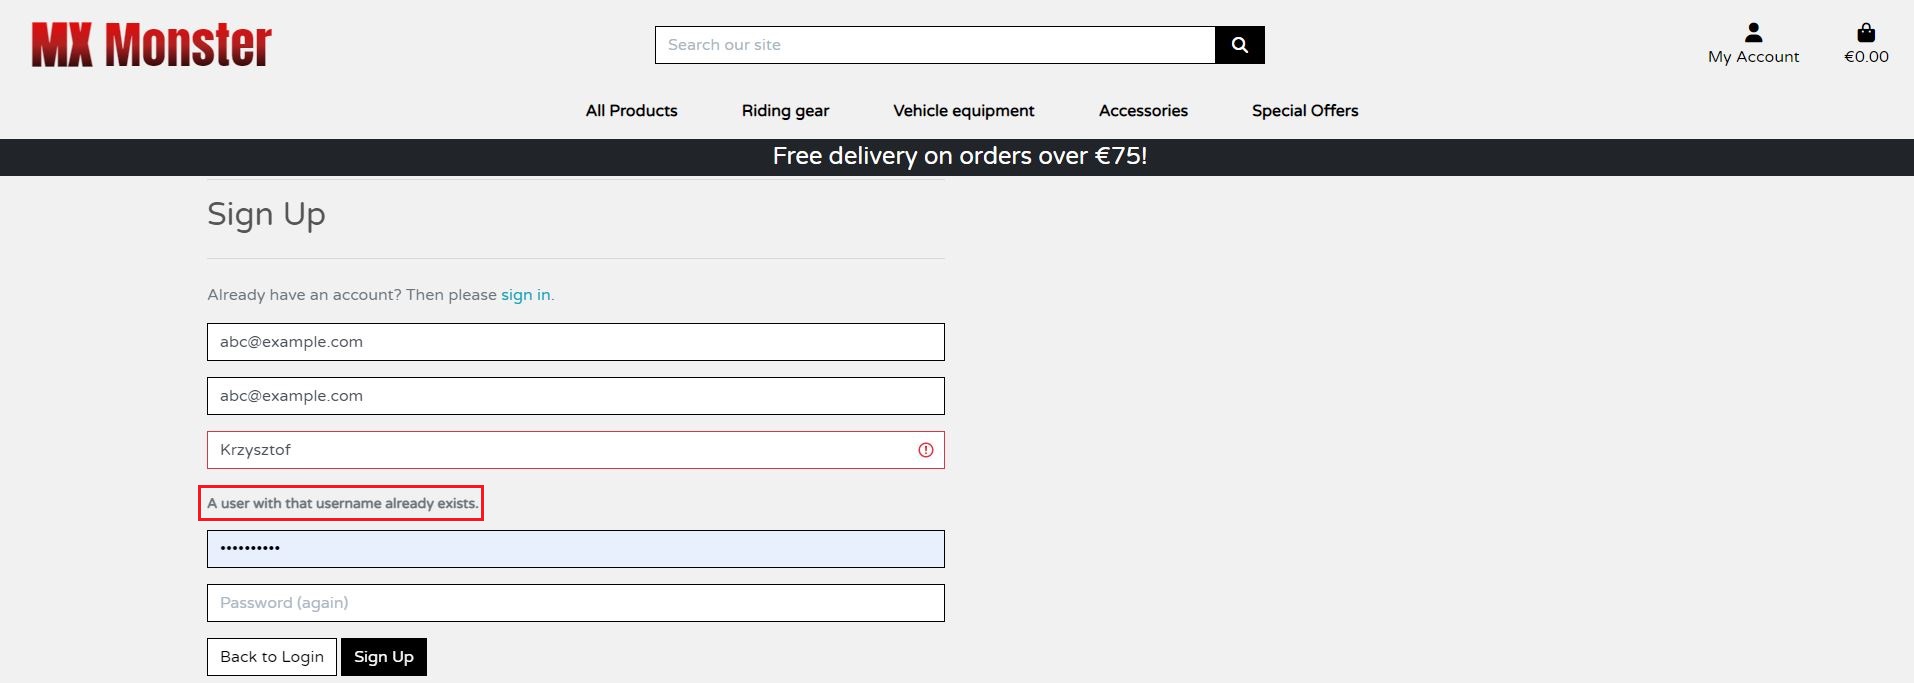 MX Monster
Search our site
My Account
€0.00
All Products Riding gear Vehicle equipment Accessories Special Offers
Free delivery on orders over €75!
Sign Up
Already have an account? Then please sign in.
abc@example.com
abc@example.com
Krzysztof
A user with that username already exists.
••••••••••
Password (again)
Back to Login Sign Up